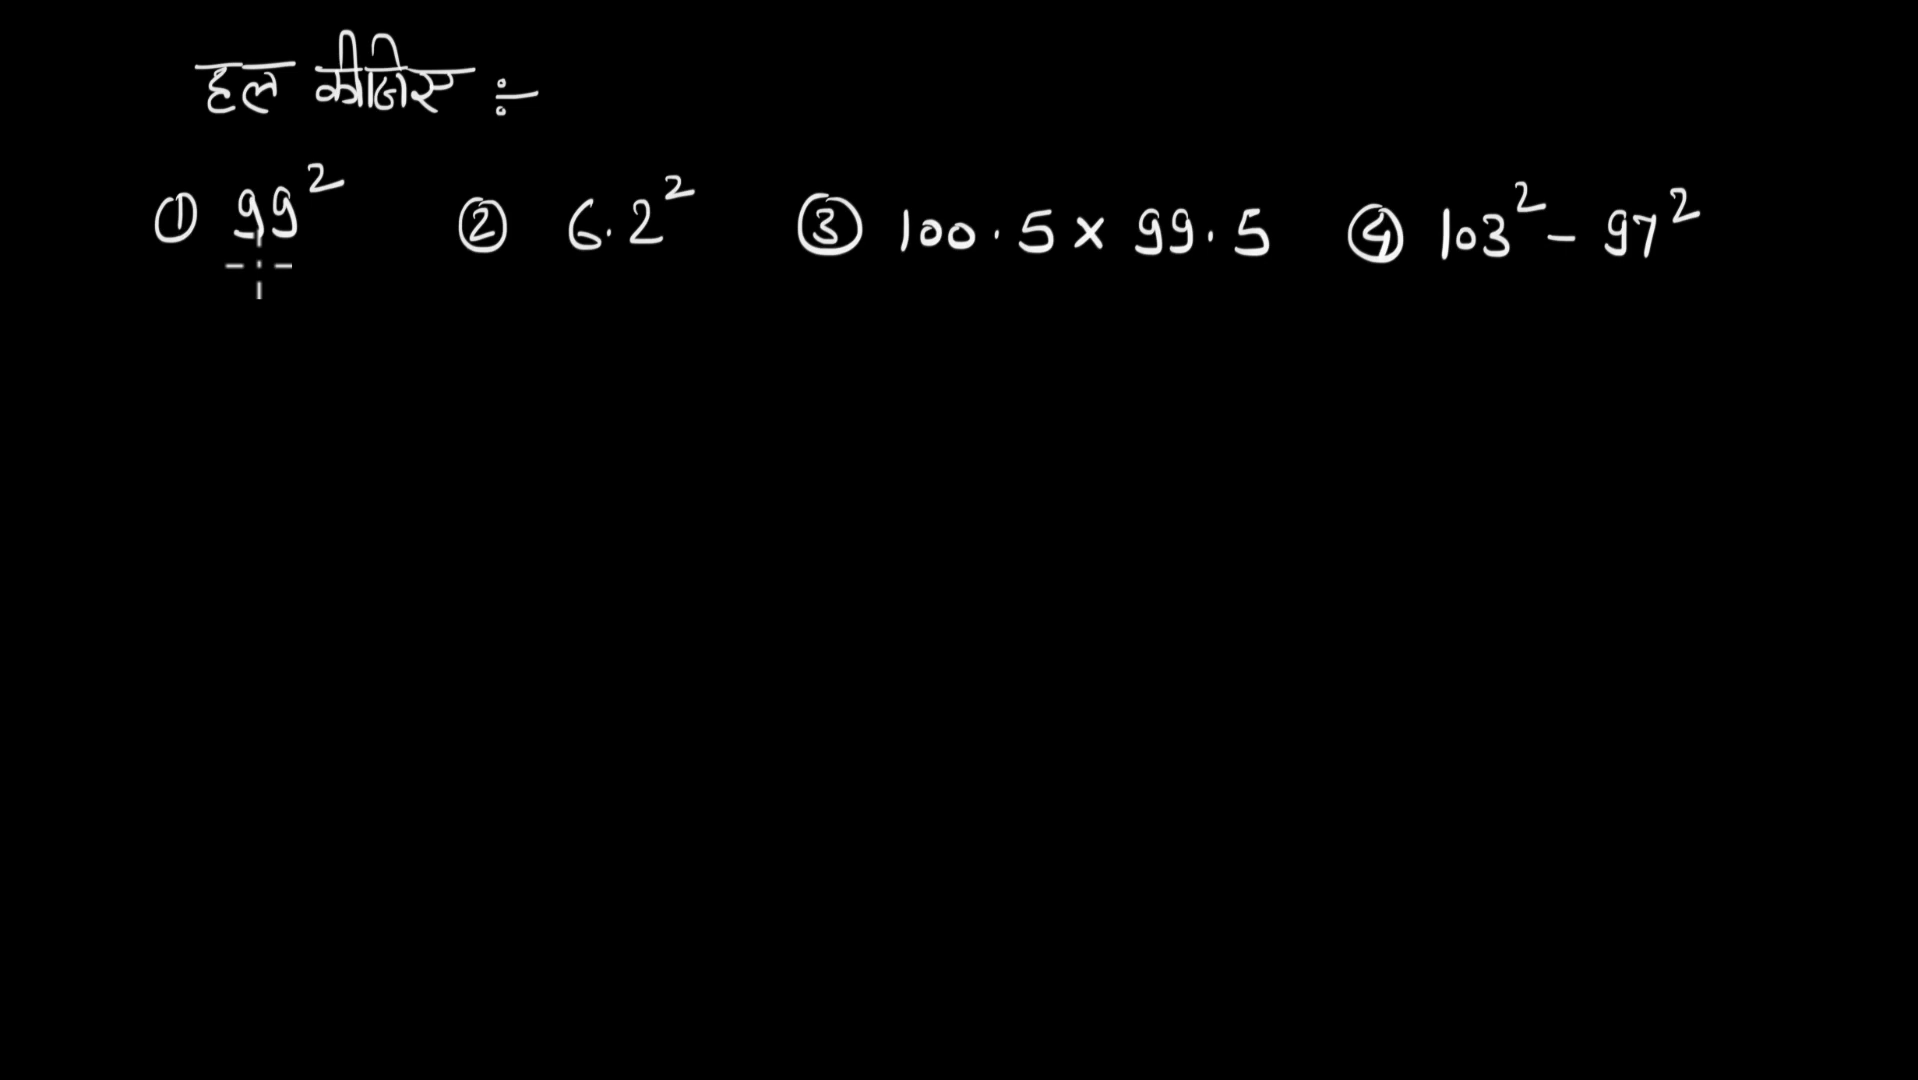 हल कीजिए :-
① 99² ② 6.2² ③ 100.5 × 99.5 ④ 103² - 97²